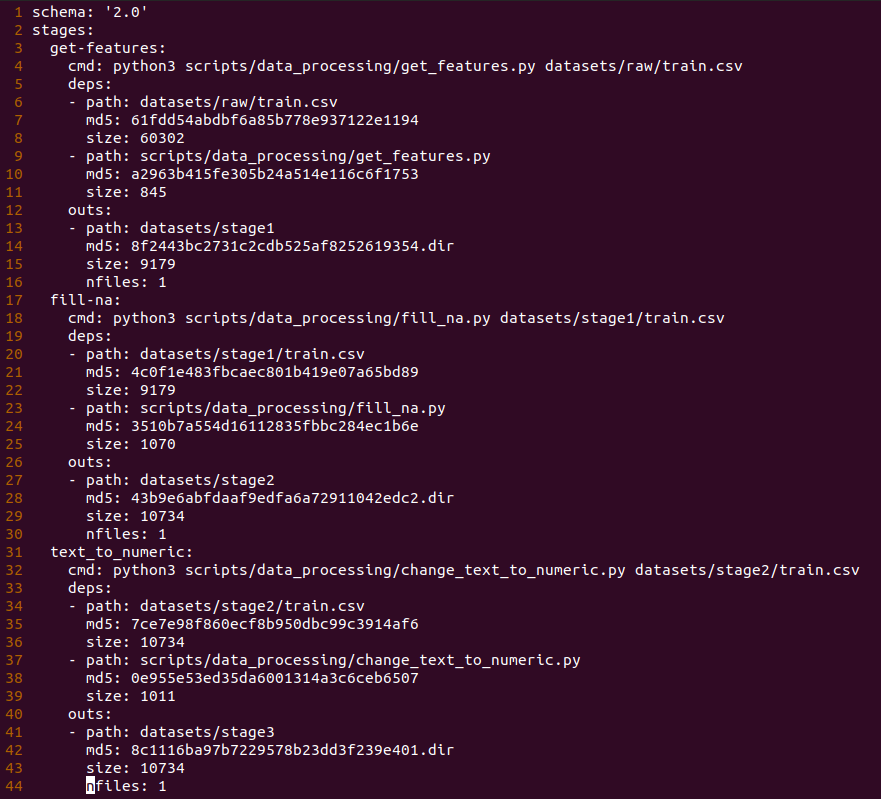 1 schema: '2.0'
2 stages:
3   get-features:
4     cmd: python3 scripts/data_processing/get_features.py datasets/raw/train.csv
5     deps:
6     - path: datasets/raw/train.csv
7       md5: 61fdd54abdbf6a85b778e937122e1194
8       size: 60302
9     - path: scripts/data_processing/get_features.py
10       md5: a2963b415fe305b24a514e116c6f1753
11       size: 845
12     outs:
13     - path: datasets/stage1
14       md5: 8f2443bc2731c2cdb525af8252619354.dir
15       size: 9179
16       nfiles: 1
17   fill-na:
18     cmd: python3 scripts/data_processing/fill_na.py datasets/stage1/train.csv
19     deps:
20     - path: datasets/stage1/train.csv
21       md5: 4c0f1e483fbcaec801b419e07a65bd89
22       size: 9179
23     - path: scripts/data_processing/fill_na.py
24       md5: 3510b7a554d16112835fbbc284ec1b6e
25       size: 1070
26     outs:
27     - path: datasets/stage2
28       md5: 43b9e6abfdaaf9edfa6a72911042edc2.dir
29       size: 10734
30       nfiles: 1
31   text_to_numeric:
32     cmd: python3 scripts/data_processing/change_text_to_numeric.py datasets/stage2/train.csv
33     deps:
34     - path: datasets/stage2/train.csv
35       md5: 7ce7e98f860ecf8b950dbc99c3914af6
36       size: 10734
37     - path: scripts/data_processing/change_text_to_numeric.py
38       md5: 0e955e53ed35da6001314a3c6ceb6507
39       size: 1011
40     outs:
41     - path: datasets/stage3
42       md5: 8c1116ba97b7229578b23dd3f239e401.dir
43       size: 10734
44       nfiles: 1